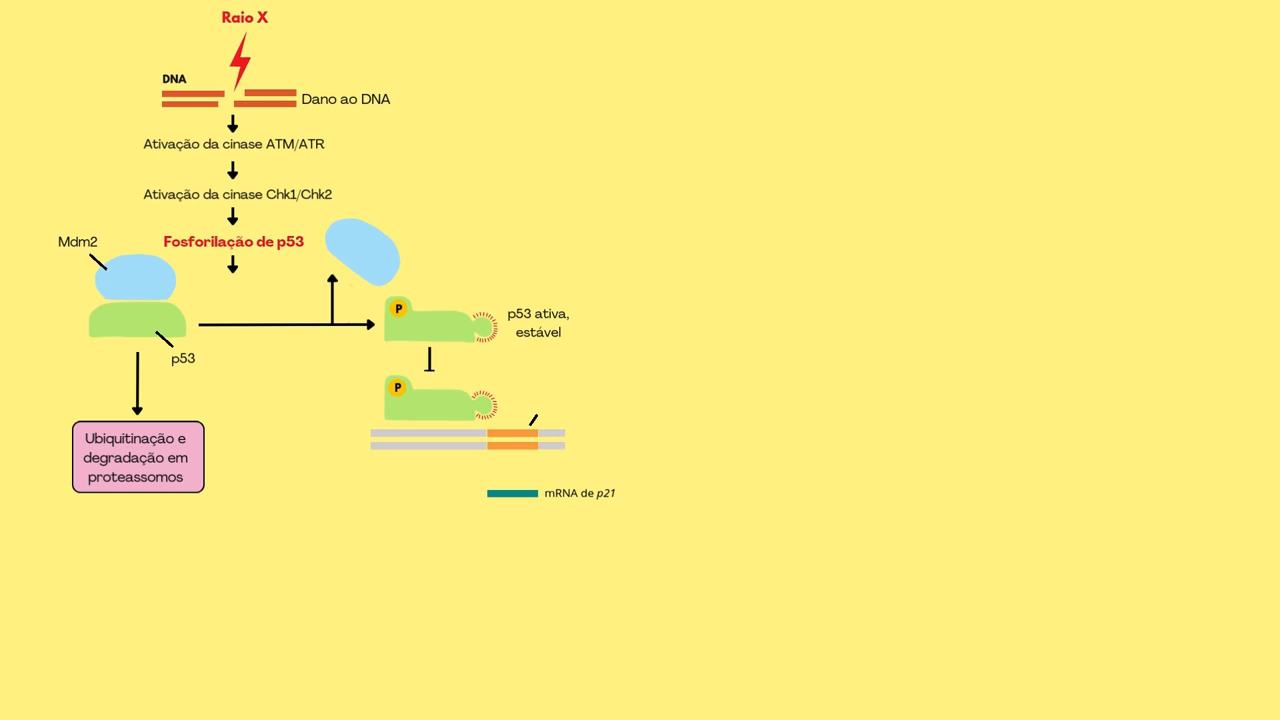 Raio X
DNA
Dano ao DNA
Ativação da cinase ATM/ATR
Ativação da cinase Chk1/Chk2
Mdm2
Fosforilação de p53
P
p53 ativa,
estável
p53
P
Ubiquitinação e
degradação em
proteassomos
mRNA de p21